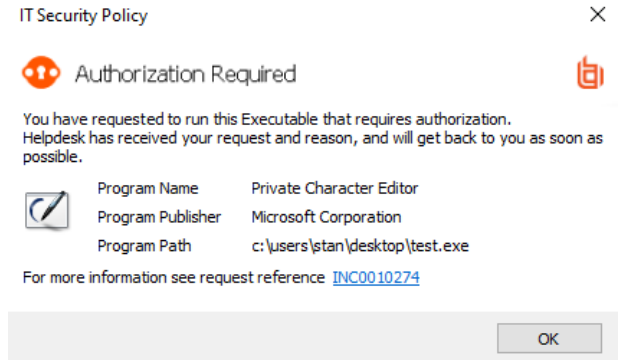 IT Security Policy
Authorization Required
You have requested to run this Executable that requires authorization.
Helpdesk has received your request and reason, and will get back to you as soon as
possible.
Program Name Private Character Editor
Program Publisher Microsoft Corporation
Program Path c:\users\stan\desktop\test.exe
For more information see request reference INC0010274
OK